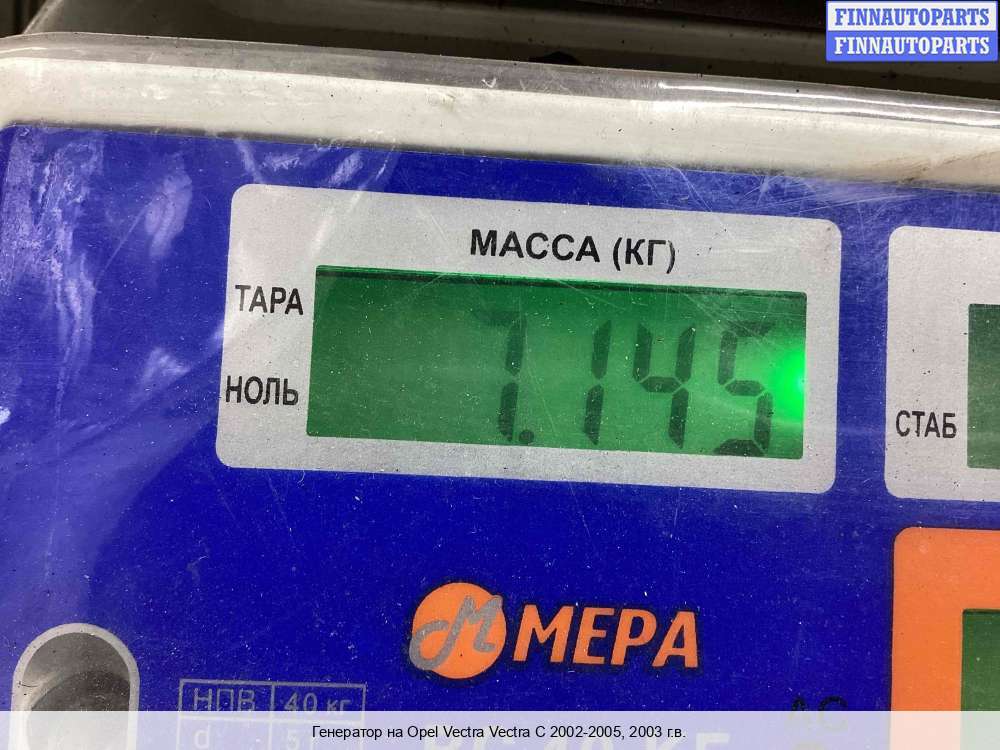 FINNAUTOPARTS
FINNAUTOPARTS
МАССА (КГ)
ТАРА
7.145
НОЛЬ
СТАБ
МЕРА
НПВ 40 кг
d 5
Генератор на Opel Vectra Vectra C 2002-2005, 2003 г.в.